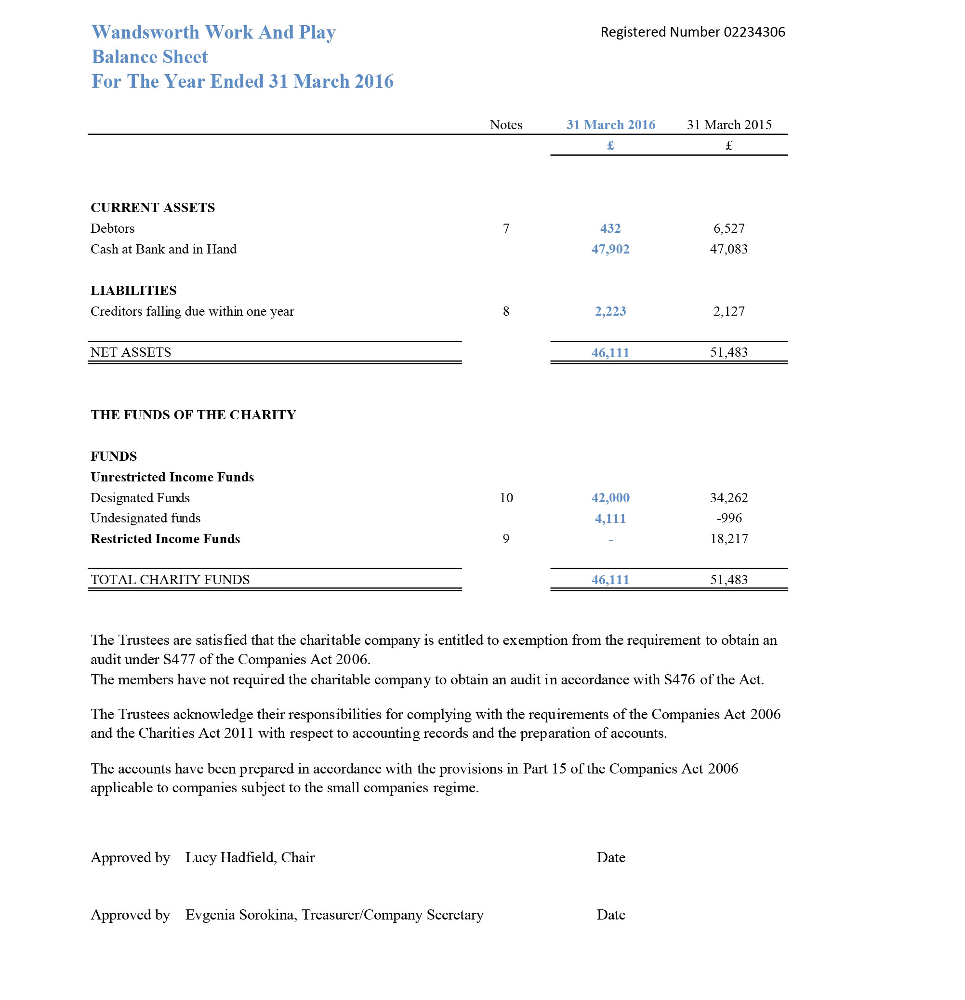 Wandsworth Work And Play Registered Number 02234306
Balance Sheet
For The Year Ended 31 March 2016
Notes 31 March 2016 31 March 2015
£ £
CURRENT ASSETS
Debtors 7 432 6,527
Cash at Bank and in Hand 47,902 47,083
LIABILITIES
Creditors falling due within one year 8 2,223 2,127
NET ASSETS 46,111 51,483
THE FUNDS OF THE CHARITY
FUNDS
Unrestricted Income Funds
Designated Funds 10 42,000 34,262
Undesignated funds 4,111 -996
Restricted Income Funds 9 - 18,217
TOTAL CHARITY FUNDS 46,111 51,483
The Trustees are satisfied that the charitable company is entitled to exemption from the requirement to obtain an
audit under S477 of the Companies Act 2006.
The members have not required the charitable company to obtain an audit in accordance with S476 of the Act.
The Trustees acknowledge their responsibilities for complying with the requirements of the Companies Act 2006
and the Charities Act 2011 with respect to accounting records and the preparation of accounts.
The accounts have been prepared in accordance with the provisions in Part 15 of the Companies Act 2006
applicable to companies subject to the small companies regime.
Approved by Lucy Hadfield, Chair Date
Approved by Evgenia Sorokina, Treasurer/Company Secretary Date